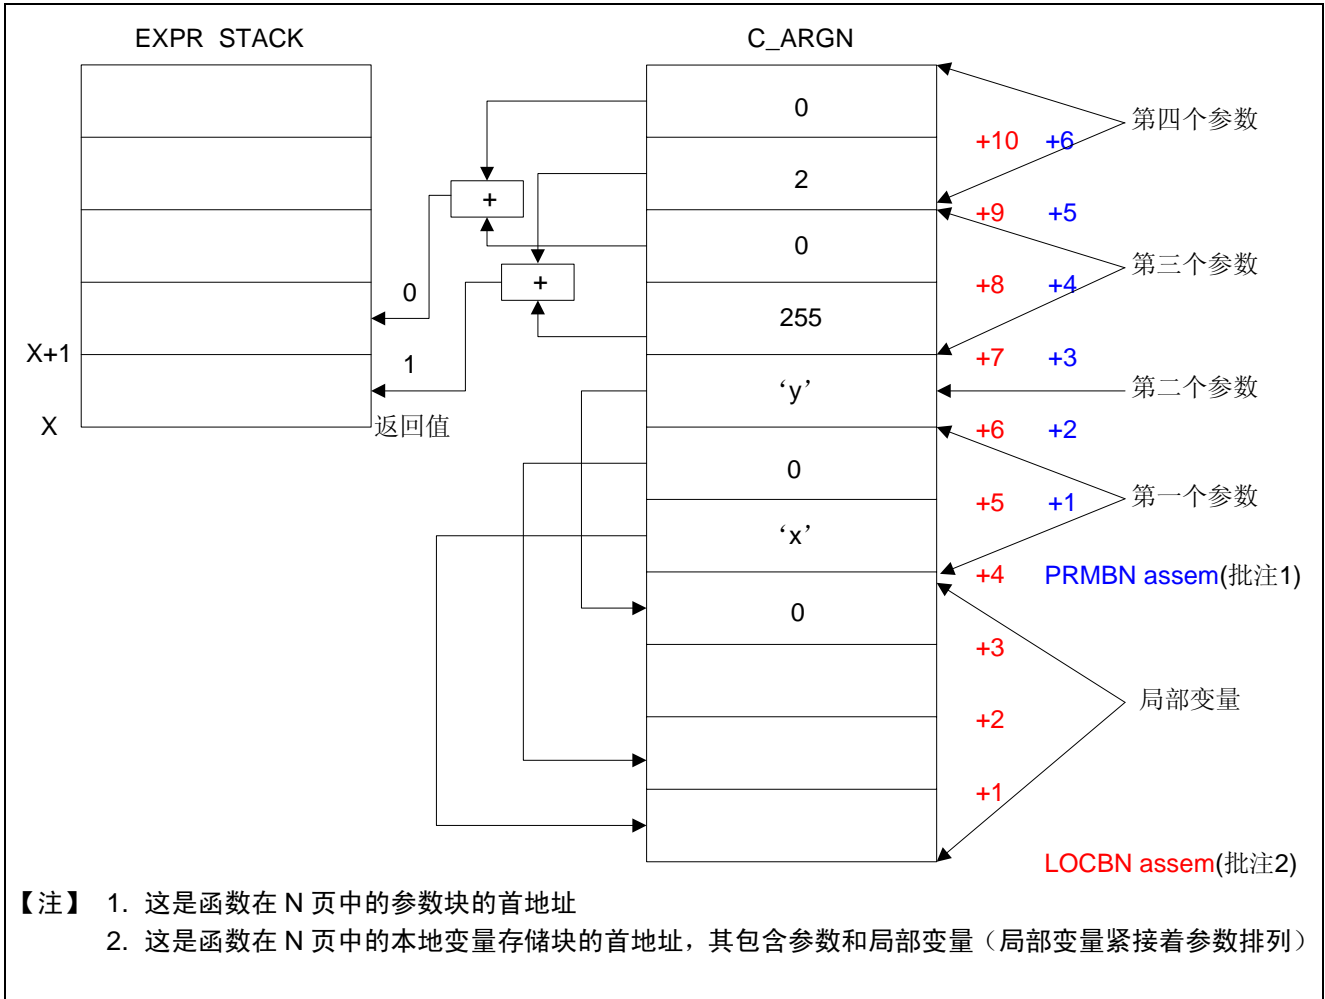 EXPR STACK
C_ARGN
0
第四个参数
+10 +6
2
+
+9 +5
0
第三个参数
+
0
+8 +4
255
X+1
1
+7 +3
'y'
第二个参数
X
返回值
+6 +2
0
第一个参数
+5 +1
'x'
+4
PRMBN assem(批注1)
0
+3
局部变量
+2
+1
LOCBN assem(批注2)
【注】 1. 这是函数在 N 页中的参数块的首地址
2. 这是函数在 N 页中的本地变量存储块的首地址，其包含参数和局部变量（局部变量紧接着参数排列）